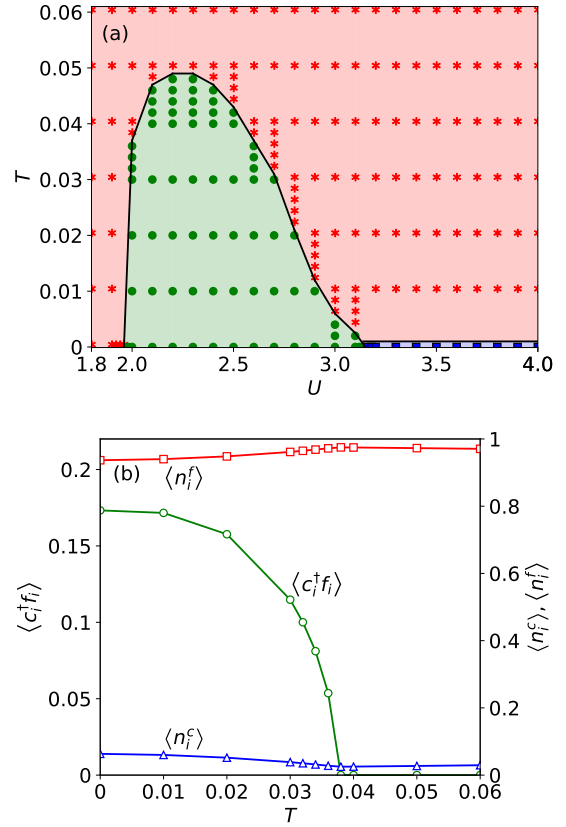 (a)
0.06
0.05
0.04
0.03
0.02
0.01
0
T
1.8 2.0 2.5 3.0 3.5 4.0
U
(b)
0.2
0.15
0.1
0.05
0
⟨c_i^†f_i⟩
1
0.8
0.6
0.4
0.2
0
⟨n_i^c⟩, ⟨n_i^f⟩
⟨n_i^f⟩
⟨c_i^†f_i⟩
⟨n_i^c⟩
0 0.01 0.02 0.03 0.04 0.05 0.06
T